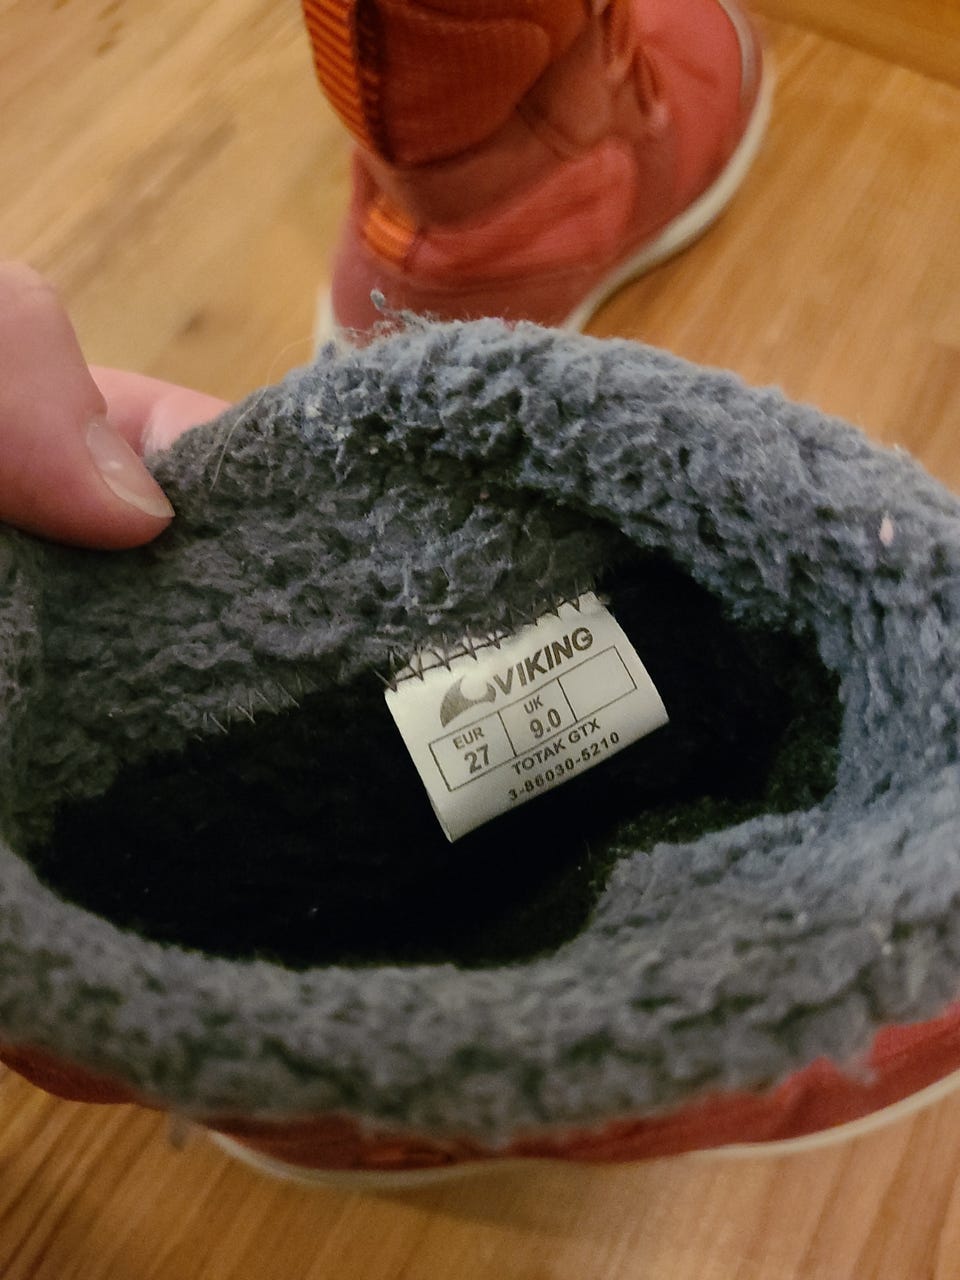 VIKING
EUR UK
27 9.0
TOTAK GTX
3-86030-5210